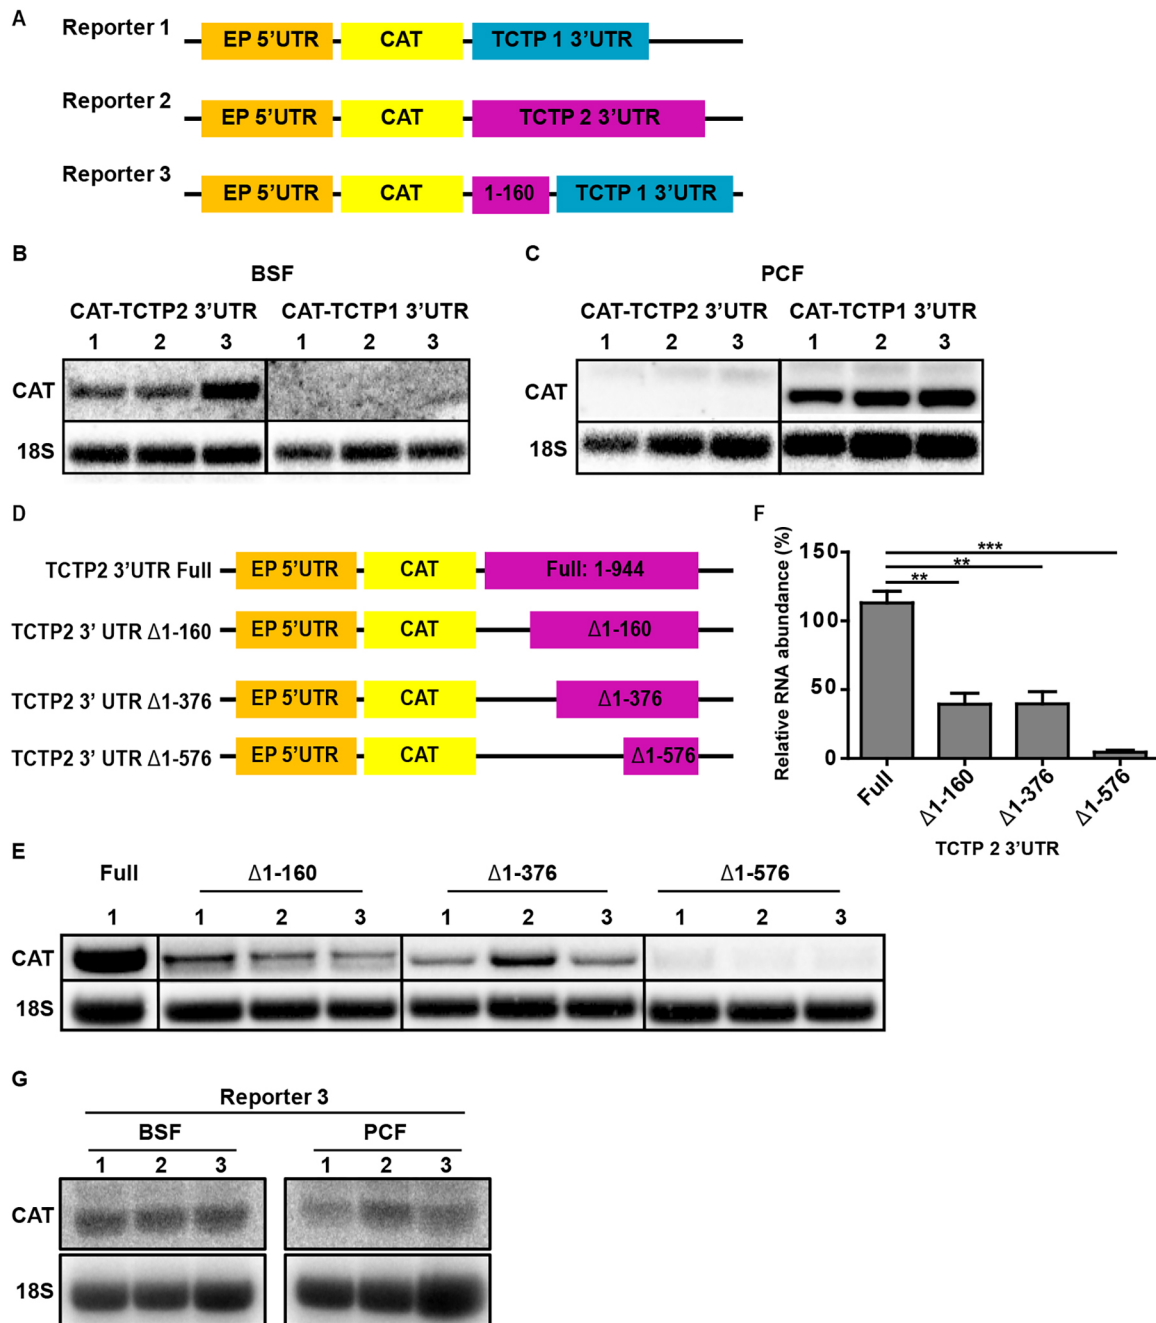 A
Reporter 1
EP 5'UTR CAT TCTP 1 3'UTR
Reporter 2
EP 5'UTR CAT TCTP 2 3'UTR
Reporter 3
EP 5'UTR CAT 1-160 TCTP 1 3'UTR
B
BSF
CAT-TCTP2 3'UTR CAT-TCTP1 3'UTR
1 2 3 1 2 3
CAT
18S
C
PCF
CAT-TCTP2 3'UTR CAT-TCTP1 3'UTR
1 2 3 1 2 3
CAT
18S
D
TCTP2 3'UTR Full EP 5'UTR CAT Full: 1-944
TCTP2 3' UTR Δ1-160 EP 5'UTR CAT Δ1-160
TCTP2 3' UTR Δ1-376 EP 5'UTR CAT Δ1-376
TCTP2 3' UTR Δ1-576 EP 5'UTR CAT Δ1-576
F
Relative RNA abundance (%)
150
100
50
0
***
**
**
Full Δ1-160 Δ1-376 Δ1-576
TCTP 2 3'UTR
E
Full Δ1-160 Δ1-376 Δ1-576
1 1 2 3 1 2 3 1 2 3
CAT
18S
G
Reporter 3
BSF PCF
1 2 3 1 2 3
CAT
18S